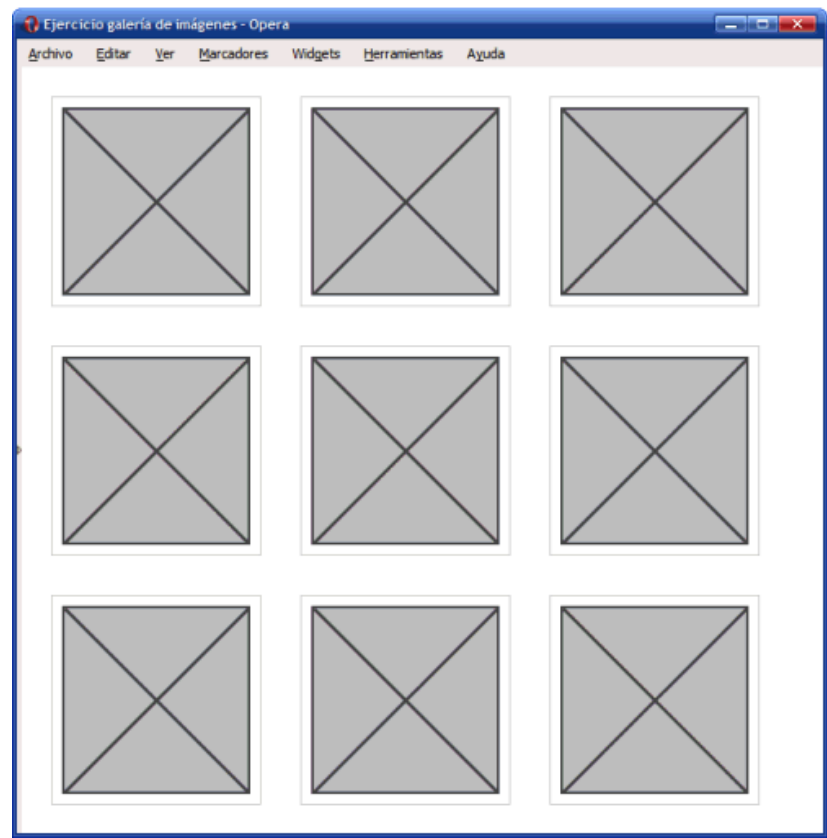 Ejercicio galería de imágenes - Opera
Archivo Editar Ver Marcadores Widgets Herramientas Ayuda